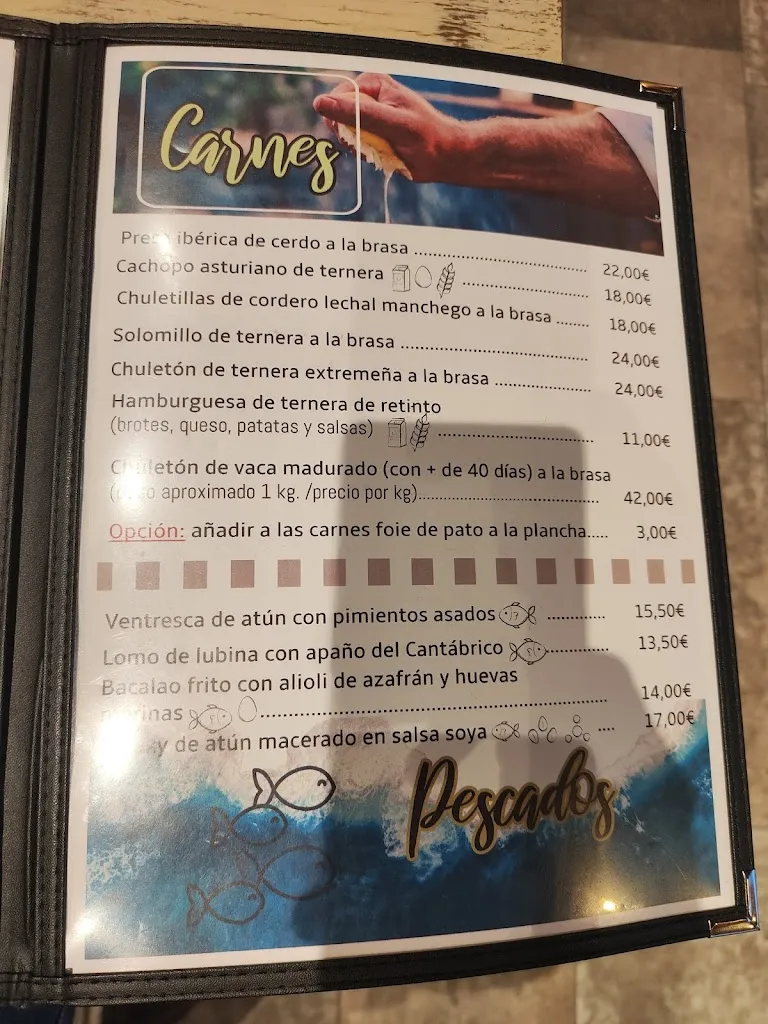 Carnes
Presa ibérica de cerdo a la brasa ........ 22,00€
Cachopo asturiano de ternera ........ 18,00€
Chuletillas de cordero lechal manchego a la brasa ....... 18,00€
Solomillo de ternera a la brasa ........ 24,00€
Chuletón de ternera extremeña a la brasa ........ 24,00€
Hamburguesa de ternera de retinto
(brotes, queso, patatas y salsas) ........ 11,00€
Chuletón de vaca madurado (con + de 40 días) a la brasa
(peso aproximado 1 kg. /precio por kg)........ 42,00€
Opción: añadir a las carnes foie de pato a la plancha..... 3,00€
Ventresca de atún con pimientos asados ........ 15,50€
Lomo de lubina con apaño del Cantábrico ........ 13,50€
Bacalao frito con alioli de azafrán y huevas
marinas ........ 14,00€
y de atún macerado en salsa soya .... 17,00€
Pescados